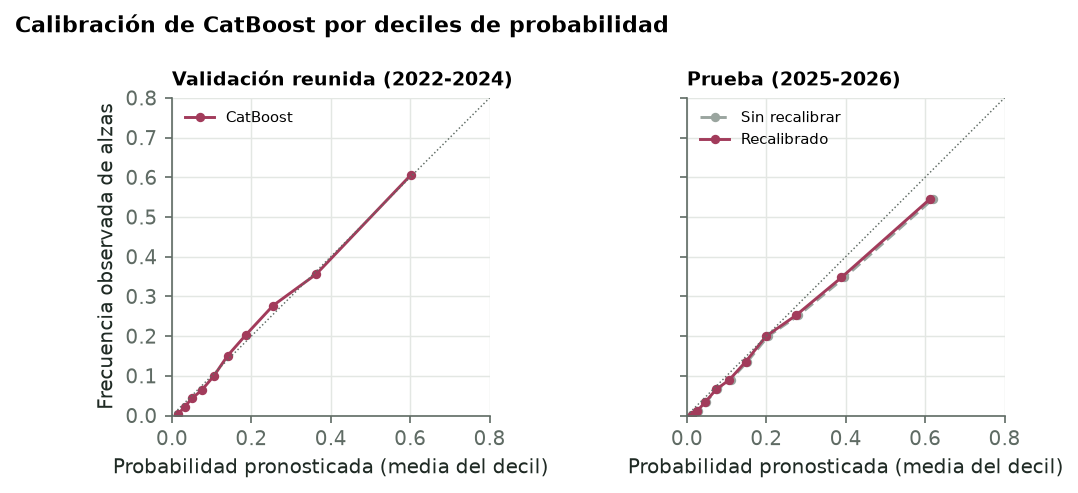 Calibración de CatBoost por deciles de probabilidad
Validación reunida (2022-2024)
CatBoost
Frecuencia observada de alzas
0.8
0.7
0.6
0.5
0.4
0.3
0.2
0.1
0.0
0.0 0.2 0.4 0.6 0.8
Probabilidad pronosticada (media del decil)
Prueba (2025-2026)
Sin recalibrar
Recalibrado
0.0 0.2 0.4 0.6 0.8
Probabilidad pronosticada (media del decil)